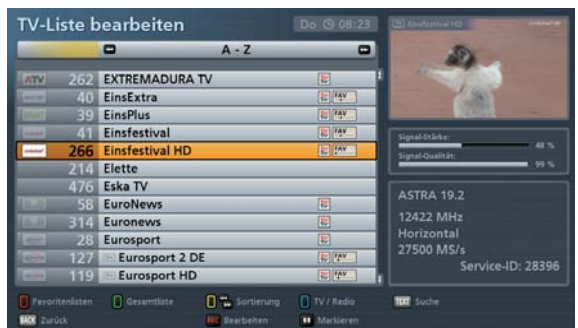 TV-Liste bearbeiten
Do 08:23
Einsfestival HD
A - Z
262 EXTREMADURA TV
40 EinsExtra FAV
39 EinsPlus FAV
41 Einsfestival FAV
266 Einsfestival HD FAV
214 Elette
476 Eska TV
58 EuroNews
314 Euronews
28 Eurosport
127 Eurosport 2 DE FAV
119 Eurosport HD FAV
Signal-Stärke:
48 %
Signal-Qualität:
99 %
ASTRA 19.2
12422 MHz
Horizontal
27500 MS/s
Service-ID: 28396
Favoritenlisten Gesamtliste Sortierung TV / Radio TEXT Suche
BACK Zurück REC Bearbeiten Markieren